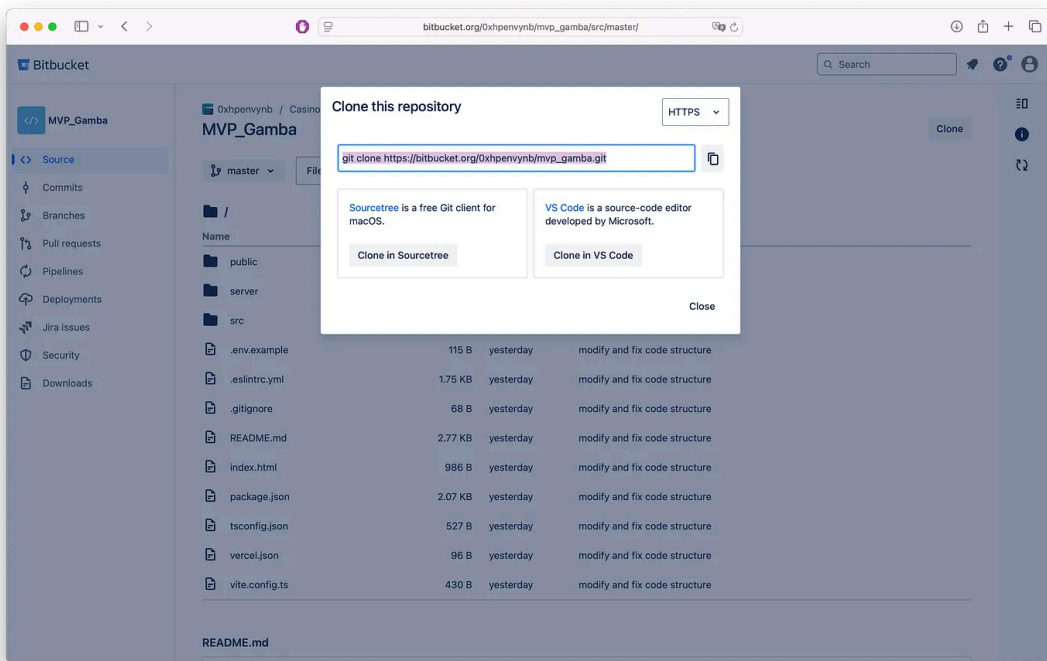 bitbucket.org/0xhpenvynb/mvp_gamba/src/master/
Bitbucket
Search
MVP_Gamba
Source
Commits
Branches
Pull requests
Pipelines
Deployments
Jira issues
Security
Downloads
0xhpenvynb / Casino
MVP_Gamba
Clone
master
File
/
Name
public
server
src
.env.example 115 B yesterday modify and fix code structure
.eslintrc.yml 1.75 KB yesterday modify and fix code structure
.gitignore 68 B yesterday modify and fix code structure
README.md 2.77 KB yesterday modify and fix code structure
index.html 986 B yesterday modify and fix code structure
package.json 2.07 KB yesterday modify and fix code structure
tsconfig.json 527 B yesterday modify and fix code structure
vercel.json 96 B yesterday modify and fix code structure
vite.config.ts 430 B yesterday modify and fix code structure
README.md
Clone this repository
HTTPS
git clone https://bitbucket.org/0xhpenvynb/mvp_gamba.git
Sourcetree is a free Git client for
macOS.
Clone in Sourcetree
VS Code is a source-code editor
developed by Microsoft.
Clone in VS Code
Close